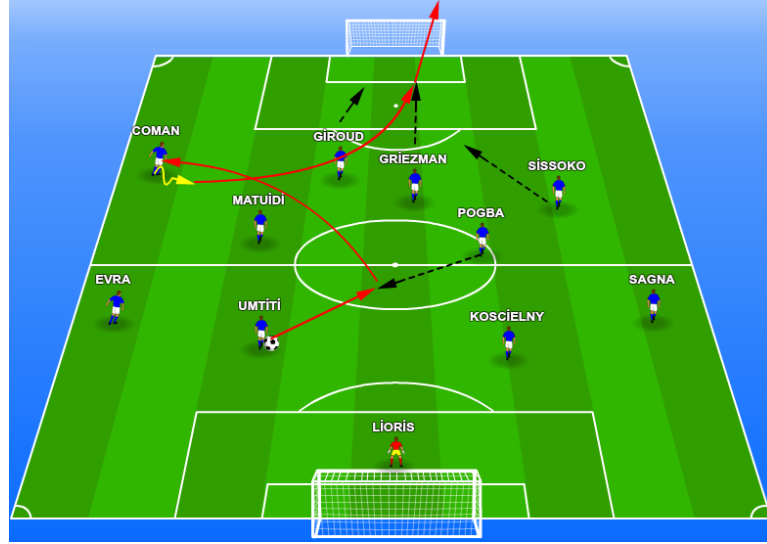 COMAN
GİROUD
GRİEZMAN
SİSSOKO
MATUİDİ
POGBA
EVRA
SAGNA
UMTİTİ
KOSCİELNY
LİORİS